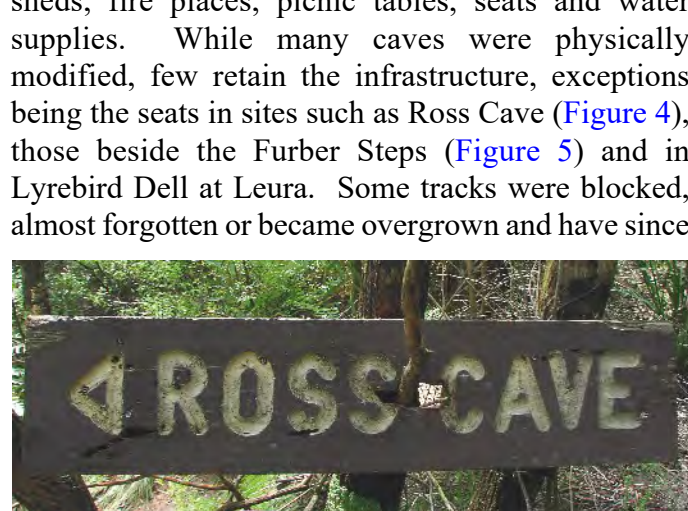 sheds, fire places, picnic tables, seats and water
supplies. While many caves were physically
modified, few retain the infrastructure, exceptions
being the seats in sites such as Ross Cave (Figure 4),
those beside the Furber Steps (Figure 5) and in
Lyrebird Dell at Leura. Some tracks were blocked,
almost forgotten or became overgrown and have since
ROSS CAVE